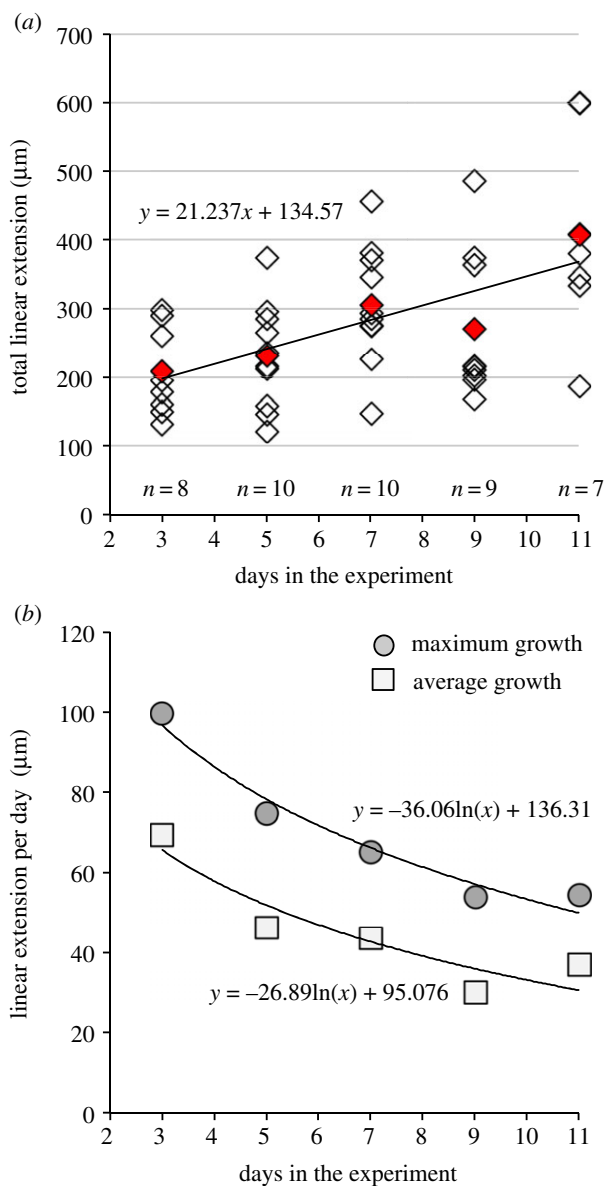 (a)
700
600
500
400
300
200
100
0
total linear extension (µm)
y = 21.237x + 134.57
n = 8 n = 10 n = 10 n = 9 n = 7
2 3 4 5 6 7 8 9 10 11
days in the experiment
(b)
120
100
80
60
40
20
0
linear extension per day (µm)
maximum growth
average growth
y = –36.06ln(x) + 136.31
y = –26.89ln(x) + 95.076
2 3 4 5 6 7 8 9 10 11
days in the experiment